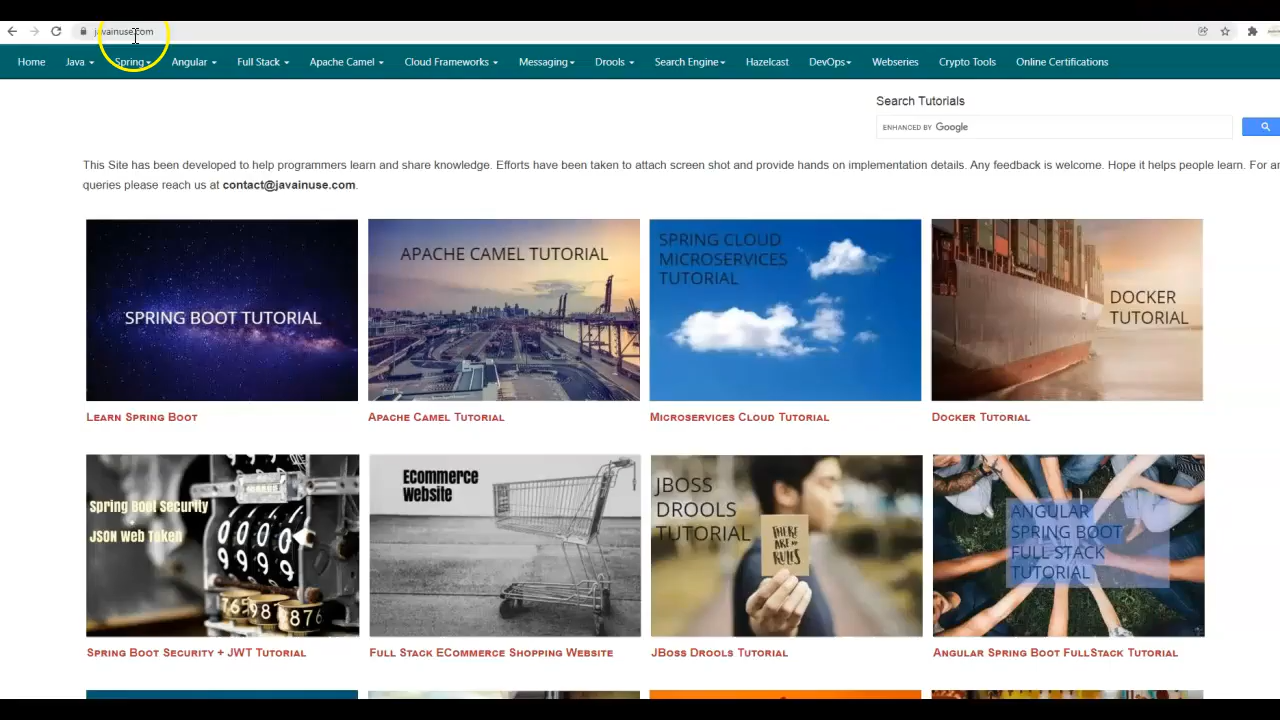 javainuse.com
Home Java Spring Angular Full Stack Apache Camel Cloud Frameworks Messaging Drools Search Engine Hazelcast DevOps Webseries Crypto Tools Online Certifications
Search Tutorials
ENHANCED BY Google
This Site has been developed to help programmers learn and share knowledge. Efforts have been taken to attach screen shot and provide hands on implementation details. Any feedback is welcome. Hope it helps people learn. For an
queries please reach us at contact@javainuse.com.
SPRING BOOT TUTORIAL
APACHE CAMEL TUTORIAL
SPRING CLOUD
MICROSERVICES
TUTORIAL
DOCKER
TUTORIAL
Learn Spring Boot
Apache Camel Tutorial
Microservices Cloud Tutorial
Docker Tutorial
Spring Boot Security
JSON Web Token
ECommerce
Website
JBOSS
DROOLS
TUTORIAL
THERE
ARE NO
RULES
ANGULAR
SPRING BOOT
FULL STACK
TUTORIAL
Spring Boot Security + JWT Tutorial
Full Stack ECommerce Shopping Website
JBoss Drools Tutorial
Angular Spring Boot FullStack Tutorial